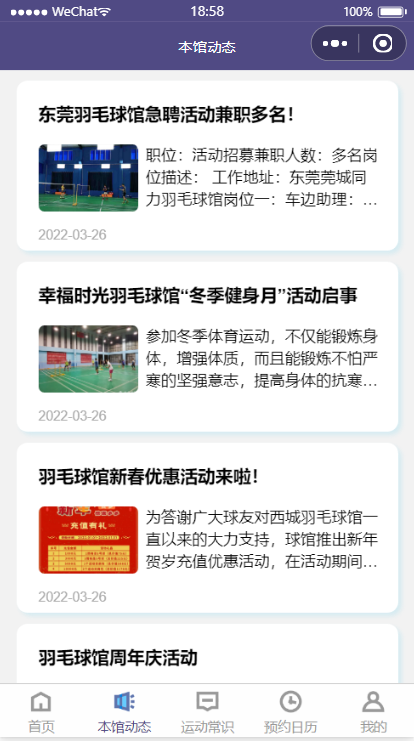 WeChat
18:58
100%
本馆动态
东莞羽毛球馆急聘活动兼职多名！
职位：活动招募兼职人数：多名岗
位描述： 工作地址：东莞莞城同
力羽毛球馆岗位一：车边助理：…
2022-03-26
幸福时光羽毛球馆“冬季健身月”活动启事
参加冬季体育运动，不仅能锻炼身
体，增强体质，而且能锻炼不怕严
寒的坚强意志，提高身体的抗寒…
2022-03-26
羽毛球馆新春优惠活动来啦！
充值有礼
为答谢广大球友对西城羽毛球馆一
直以来的大力支持，球馆推出新年
贺岁充值优惠活动，在活动期间…
2022-03-26
羽毛球馆周年庆活动
首页
本馆动态
运动常识
预约日历
我的